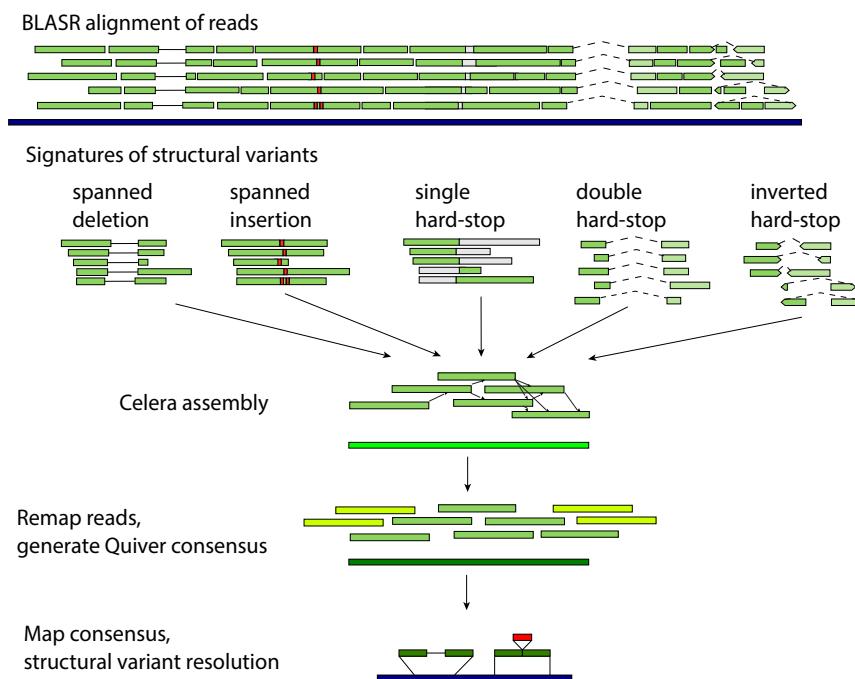 BLASR alignment of reads
Signatures of structural variants
spanned
deletion
spanned
insertion
single
hard-stop
double
hard-stop
inverted
hard-stop
Celera assembly
Remap reads,
generate Quiver consensus
Map consensus,
structural variant resolution